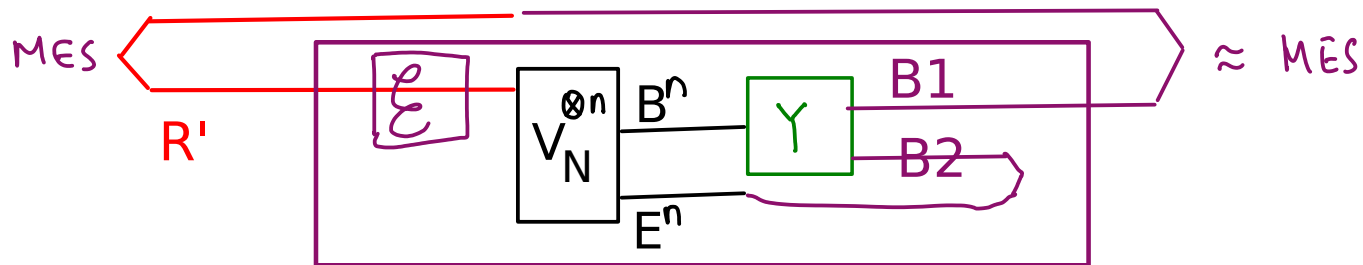 MES
≈ MES
R'
ℰ
V_N^{⊗n}
B^n
E^n
Y
B1
B2